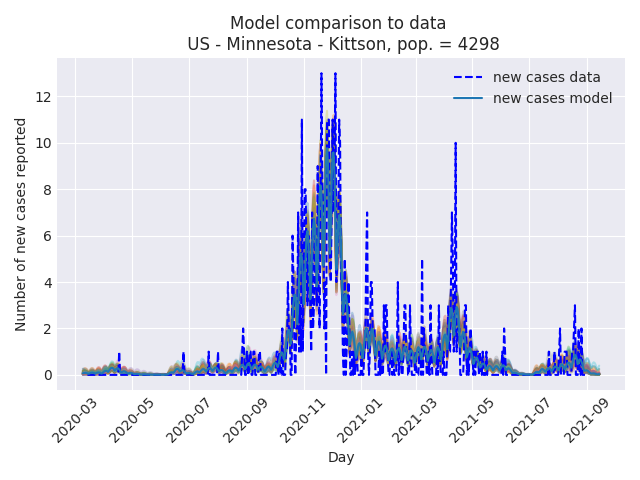 Model comparison to data
US - Minnesota - Kittson, pop. = 4298
new cases data
new cases model
Number of new cases reported
12
10
8
6
4
2
0
2020-03
2020-05
2020-07
2020-09
2020-11
2021-01
2021-03
2021-05
2021-07
2021-09
Day